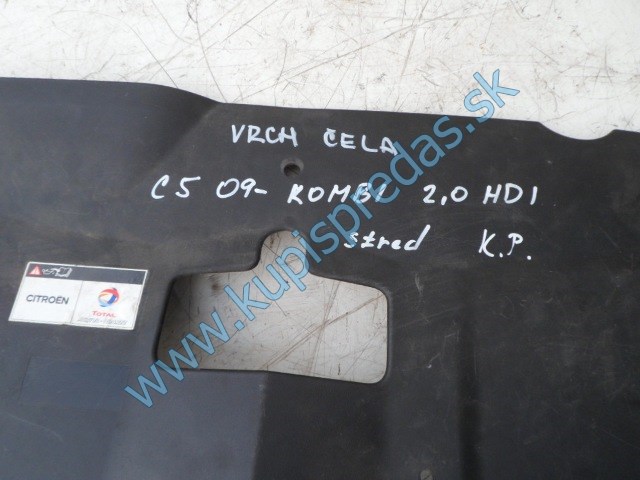 VRCH ČELA
C5 09- KOMBI 2,0 HDI
stred K.P.
CITROËN
TOTAL
www.kupispredas.sk